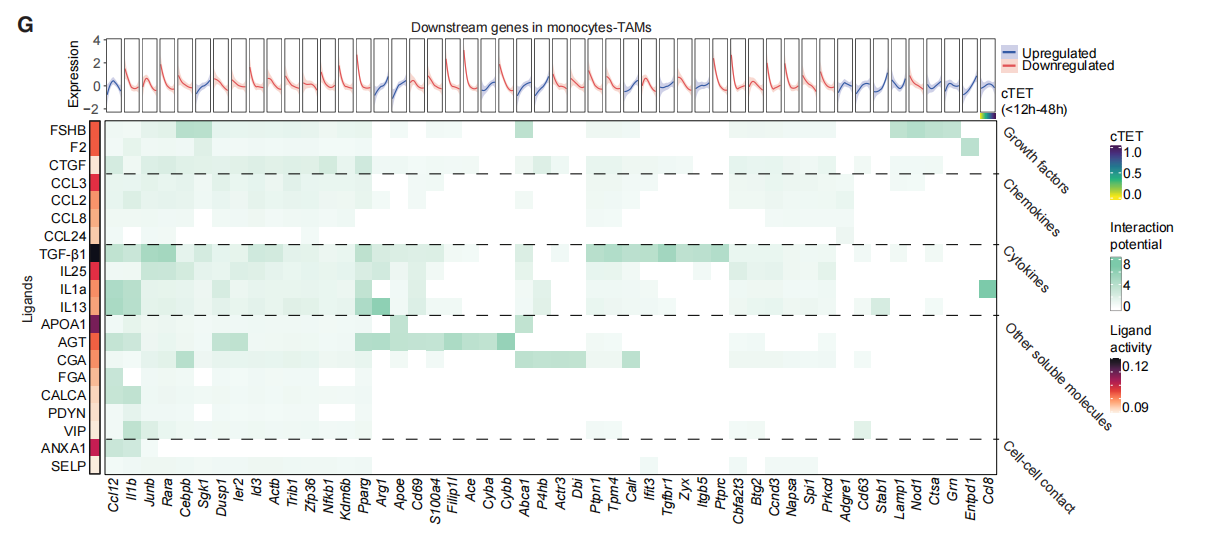 G
Downstream genes in monocytes-TAMs
Expression
4
2
0
−2
Upregulated
Downregulated
cTET
(<12h-48h)
Ligands
FSHB
F2
CTGF
CCL3
CCL2
CCL8
CCL24
TGF-β1
IL25
IL1a
IL13
APOA1
AGT
CGA
FGA
CALCA
PDYN
VIP
ANXA1
SELP
Growth factors
Chemokines
Cytokines
Other soluble molecules
Cell-cell contact
cTET
1.0
0.5
0.0
Interaction
potential
8
4
0
Ligand
activity
0.12
0.09
Ccl12
Il1b
Junb
Rara
Cebpb
Sgk1
Dusp1
Ier2
Id3
Actb
Trib1
Zfp36
Nfkb1
Kdm6b
Pparg
Arg1
Apoe
Cd69
S100a4
Filip1l
Ace
Cyba
Cybb
Abca1
P4hb
Actr3
Dbi
Ptpn1
Tpm4
Calr
Ifit3
Tgfbr1
Zyx
Itgb5
Ptprc
Cbfa2t3
Btg2
Ccnd3
Napsa
Spi1
Prkcd
Adgre1
Cd63
Stab1
Lamp1
Nod1
Ctsa
Grn
Entpd1
Cd8